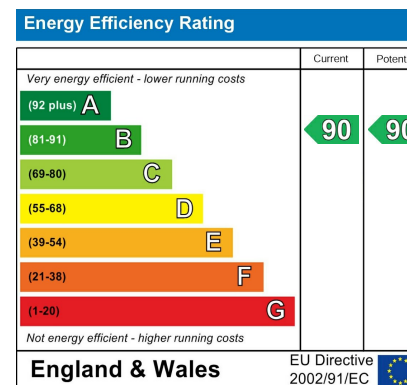 Energy Efficiency Rating
Current
Potent
Very energy efficient - lower running costs
(92 plus) A
(81-91) B
(69-80) C
(55-68) D
(39-54) E
(21-38) F
(1-20) G
90
90
Not energy efficient - higher running costs
England & Wales
EU Directive
2002/91/EC